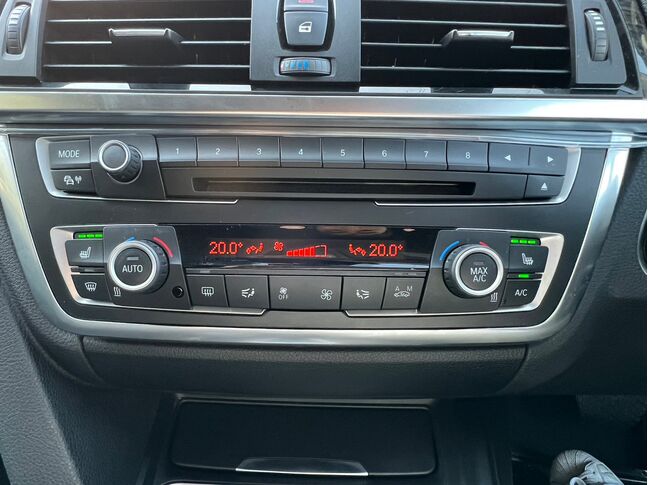 MODE 1 2 3 4 5 6 7 8
20.0° 20.0°
AUTO MAX A/C
OFF A M A/C